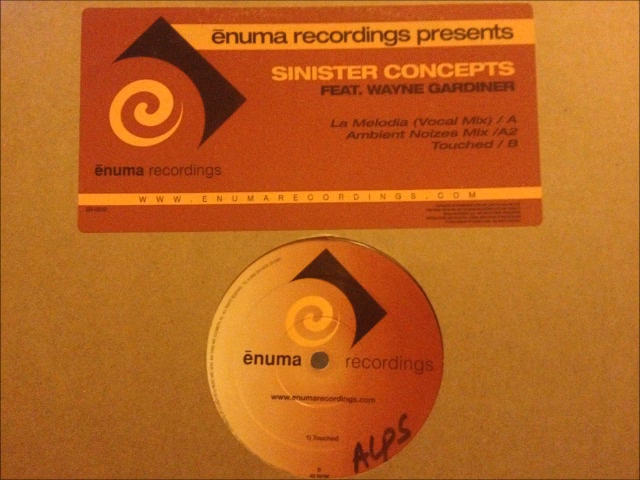 ēnuma recordings presents
SINISTER CONCEPTS
FEAT. WAYNE GARDINER
La Melodia (Vocal Mix) / A
Ambient Noizes Mix /A2
Touched / B
ēnuma recordings
WWW.ENUMARECORDINGS.COM
ēnuma recordings
www.enumarecordings.com
1) Touched
ALPS
B